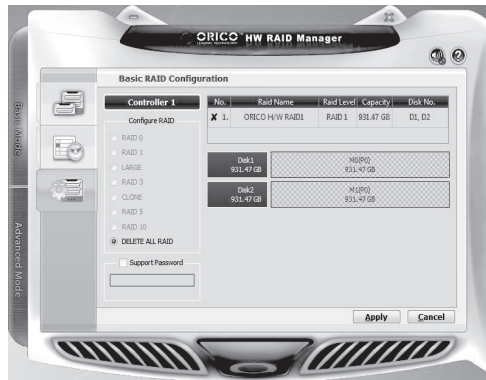 ORICO HW RAID Manager
Basic RAID Configuration
Basic Mode
Advanced Mode
Controller 1
Configure RAID
RAID 0
RAID 1
LARGE
RAID 3
CLONE
RAID 5
RAID 10
DELETE ALL RAID
Support Password
No. Raid Name Raid Level Capacity Disk No.
✘ 1. ORICO H/W RAID1 RAID 1 931.47 GB D1, D2
Disk1
931.47 GB
M0(P0)
931.47 GB
Disk2
931.47 GB
M1(P0)
931.47 GB
Apply Cancel